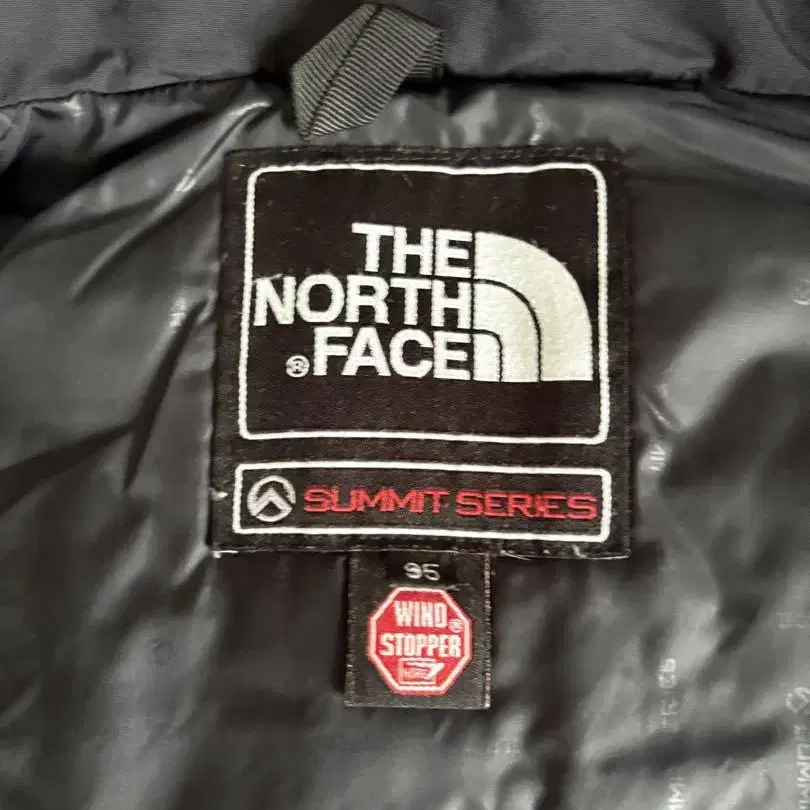 THE
NORTH
® FACE
SUMMIT SERIES
95
WIND
STOPPER®